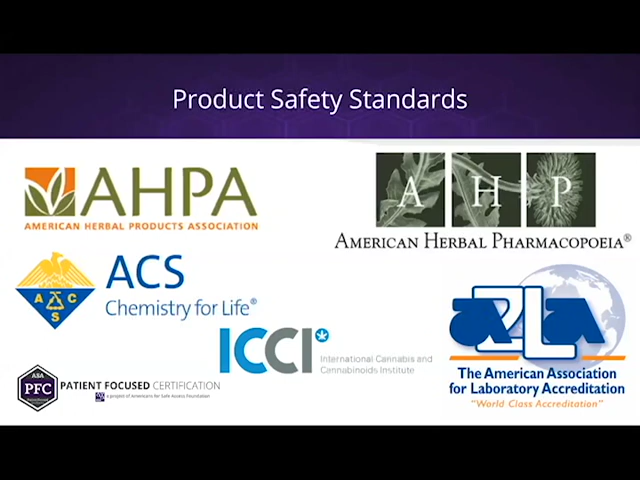 Product Safety Standards
AHPA
AMERICAN HERBAL PRODUCTS ASSOCIATION
A H P
AMERICAN HERBAL PHARMACOPOEIA®
A C S
ACS
Chemistry for Life®
ICCI*
International Cannabis and
Cannabinoids Institute
A2LA
The American Association
for Laboratory Accreditation
"World Class Accreditation"
ASA
PFC
PATIENT FOCUSED CERTIFICATION
a project of Americans for Safe Access Foundation